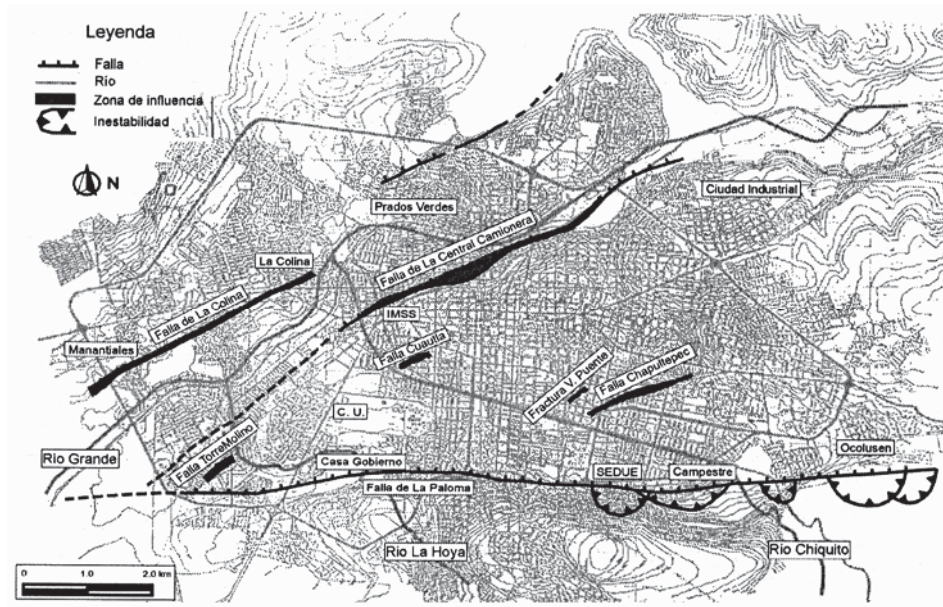 Leyenda
Falla
Río
Zona de influencia
Inestabilidad
N
Prados Verdes
Ciudad Industrial
La Colina
Falla de La Central Camionera
Falla de La Colina
IMSS
Manantiales
Falla Cuautla
Fractura V. Puente
Falla Chapultepec
C. U.
Río Grande
Falla TorreMolino
Casa Gobierno
SEDUE
Campestre
Ocolusen
Falla de La Paloma
Río La Hoya
Río Chiquito
0 1.0 2.0 km